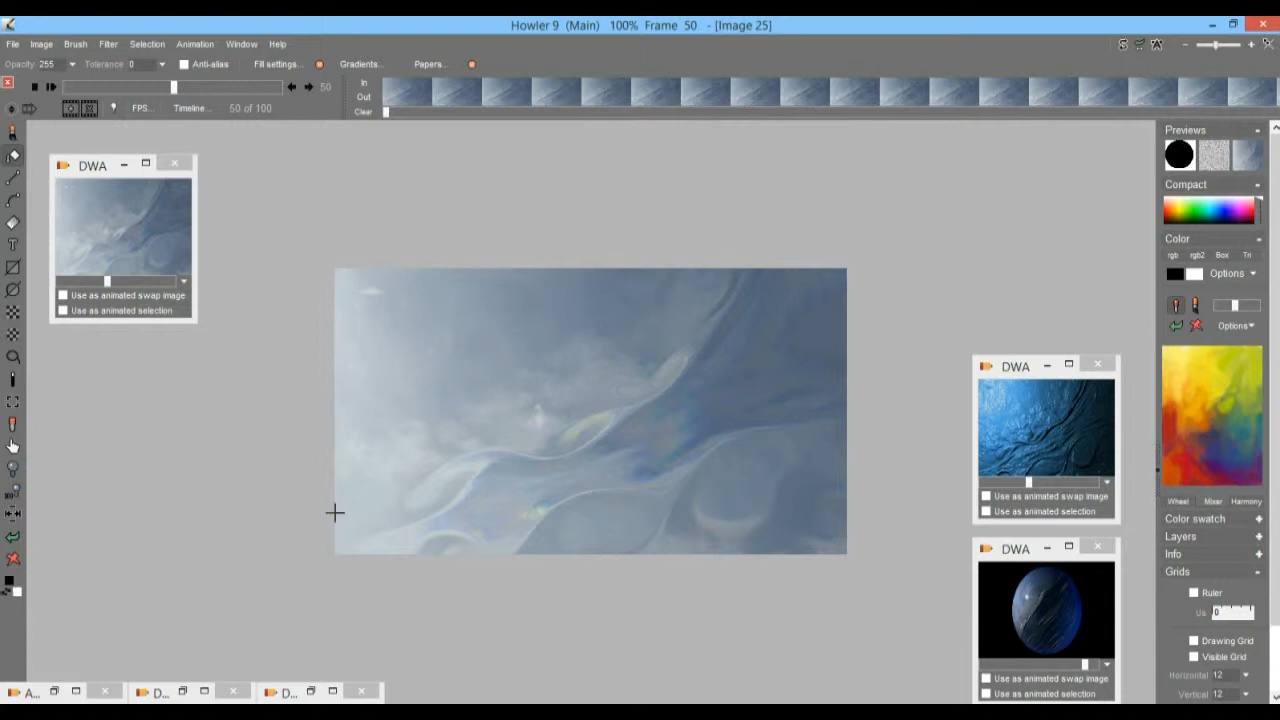 Howler 9 (Main) 100% Frame 50 - [Image 25]
File Image Brush Filter Selection Animation Window Help
Opacity 255 Tolerance 0 Anti-alias Fill settings... Gradients... Papers...
50
In
Out
Clear
FPS... Timeline... 50 of 100
Previews
Compact
Color
rgb rgb2 Box Tri
Options
Options
Wheel Mixer Harmony
Color swatch
Layers
Info
Grids
Ruler
0
Drawing Grid
Visible Grid
Horizontal 12
Vertical 12
DWA
Use as animated swap image
Use as animated selection
DWA
Use as animated swap image
Use as animated selection
DWA
Use as animated swap image
Use as animated selection
A... D... D...